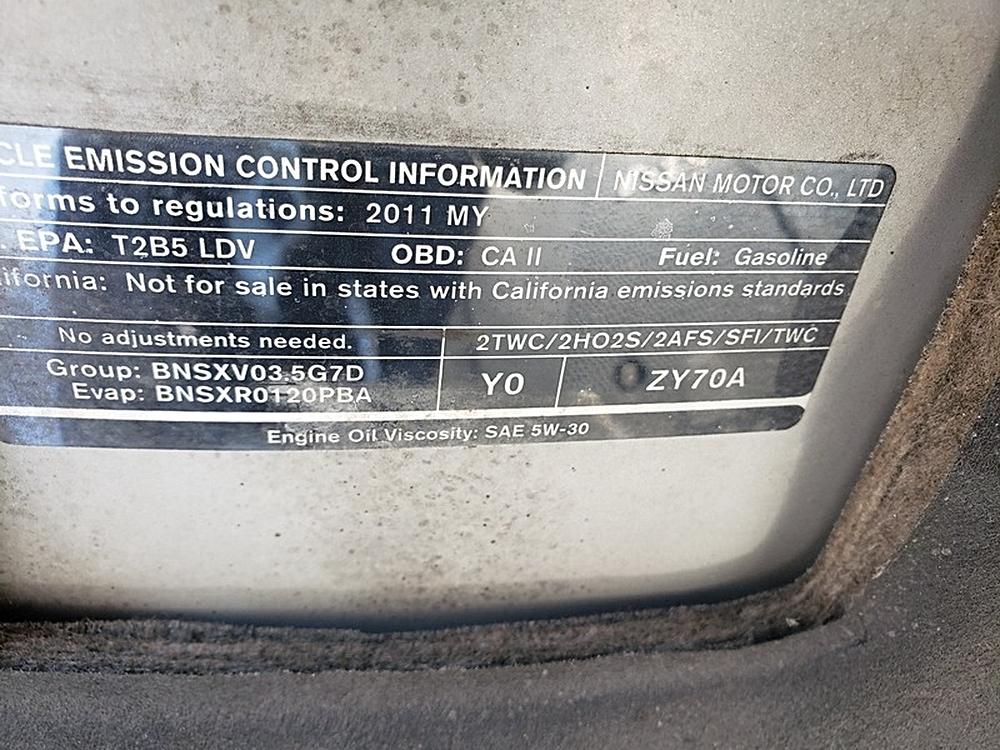 CLE EMISSION CONTROL INFORMATION NISSAN MOTOR CO., LTD
forms to regulations: 2011 MY
. EPA: T2B5 LDV OBD: CA II Fuel: Gasoline
ifornia: Not for sale in states with California emissions standards
No adjustments needed. 2TWC/2HO2S/2AFS/SFI/TWC
Group: BNSXV03.5G7D
Evap: BNSXR0120PBA
Y0 ZY70A
Engine Oil Viscosity: SAE 5W-30